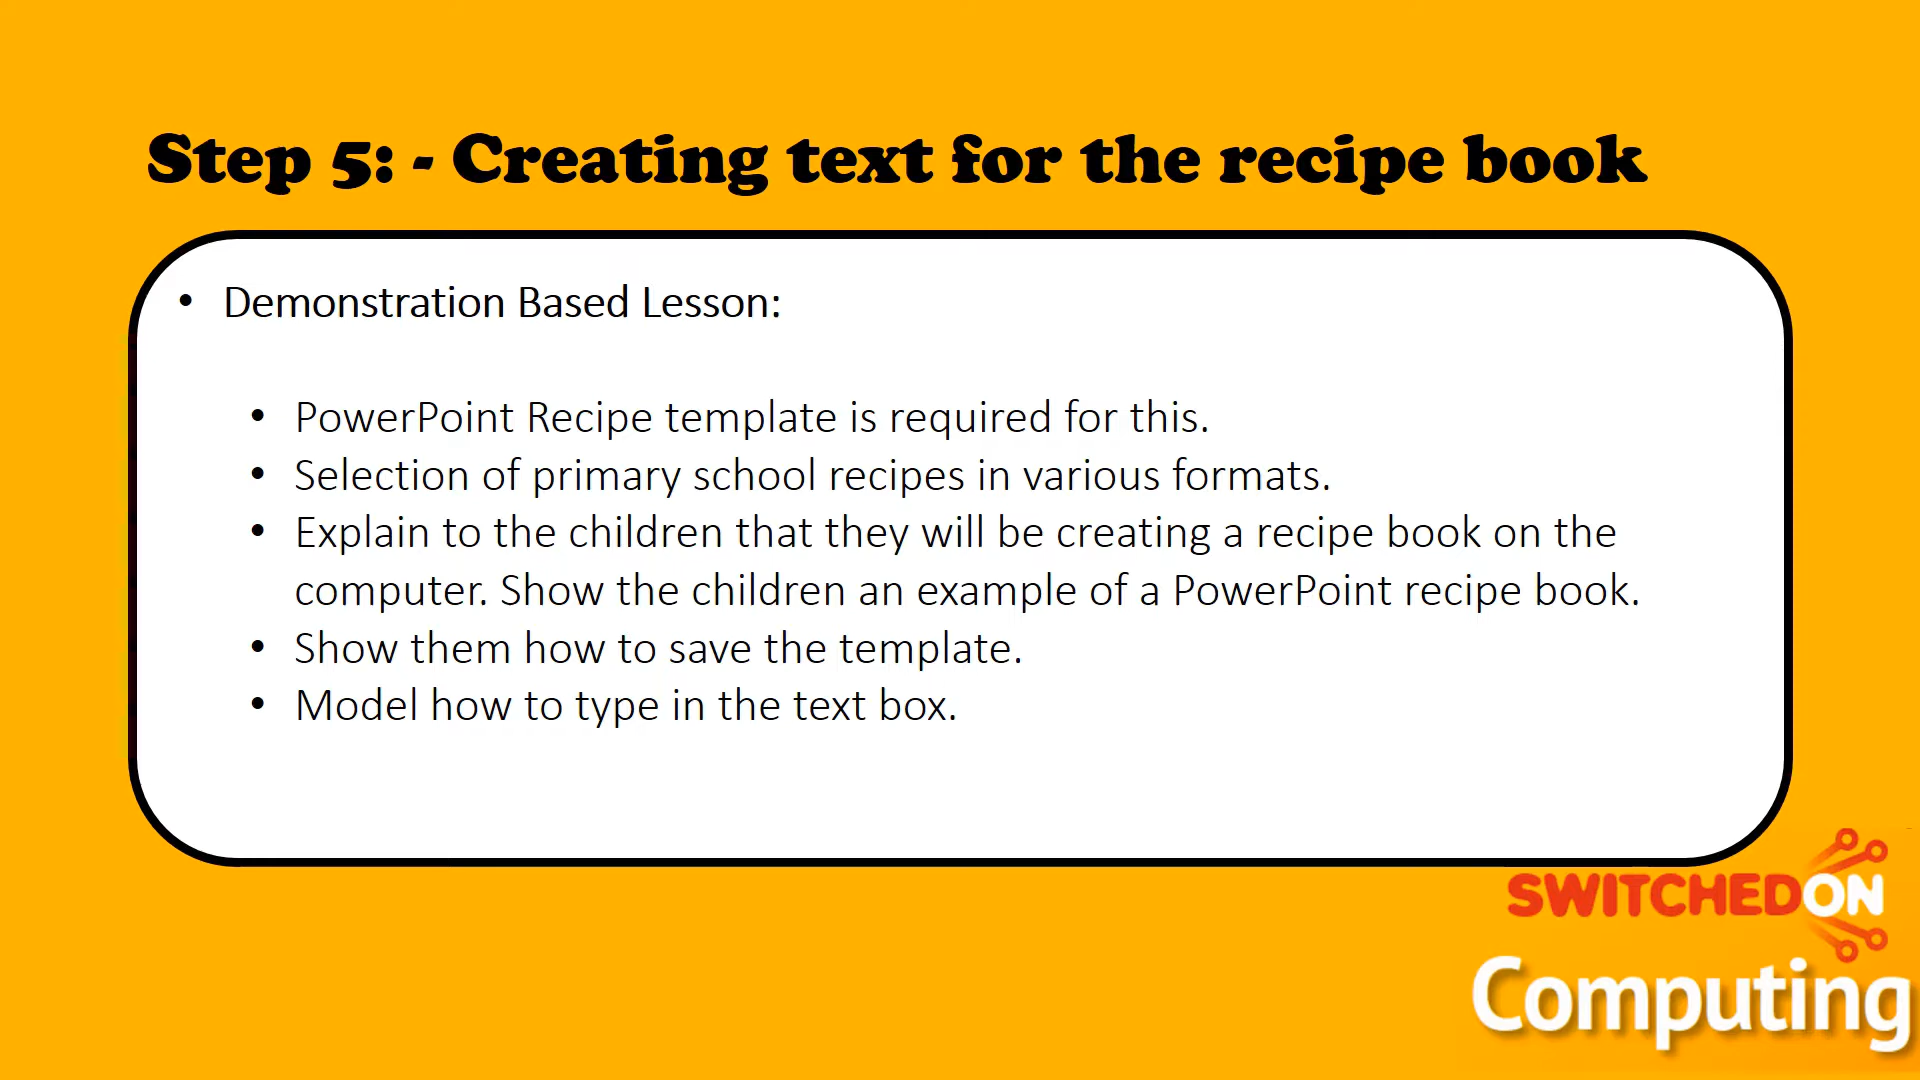 Step 5: - Creating text for the recipe book
• Demonstration Based Lesson:
• PowerPoint Recipe template is required for this.
• Selection of primary school recipes in various formats.
• Explain to the children that they will be creating a recipe book on the
computer. Show the children an example of a PowerPoint recipe book.
• Show them how to save the template.
• Model how to type in the text box.
SWITCHEDON
Computing